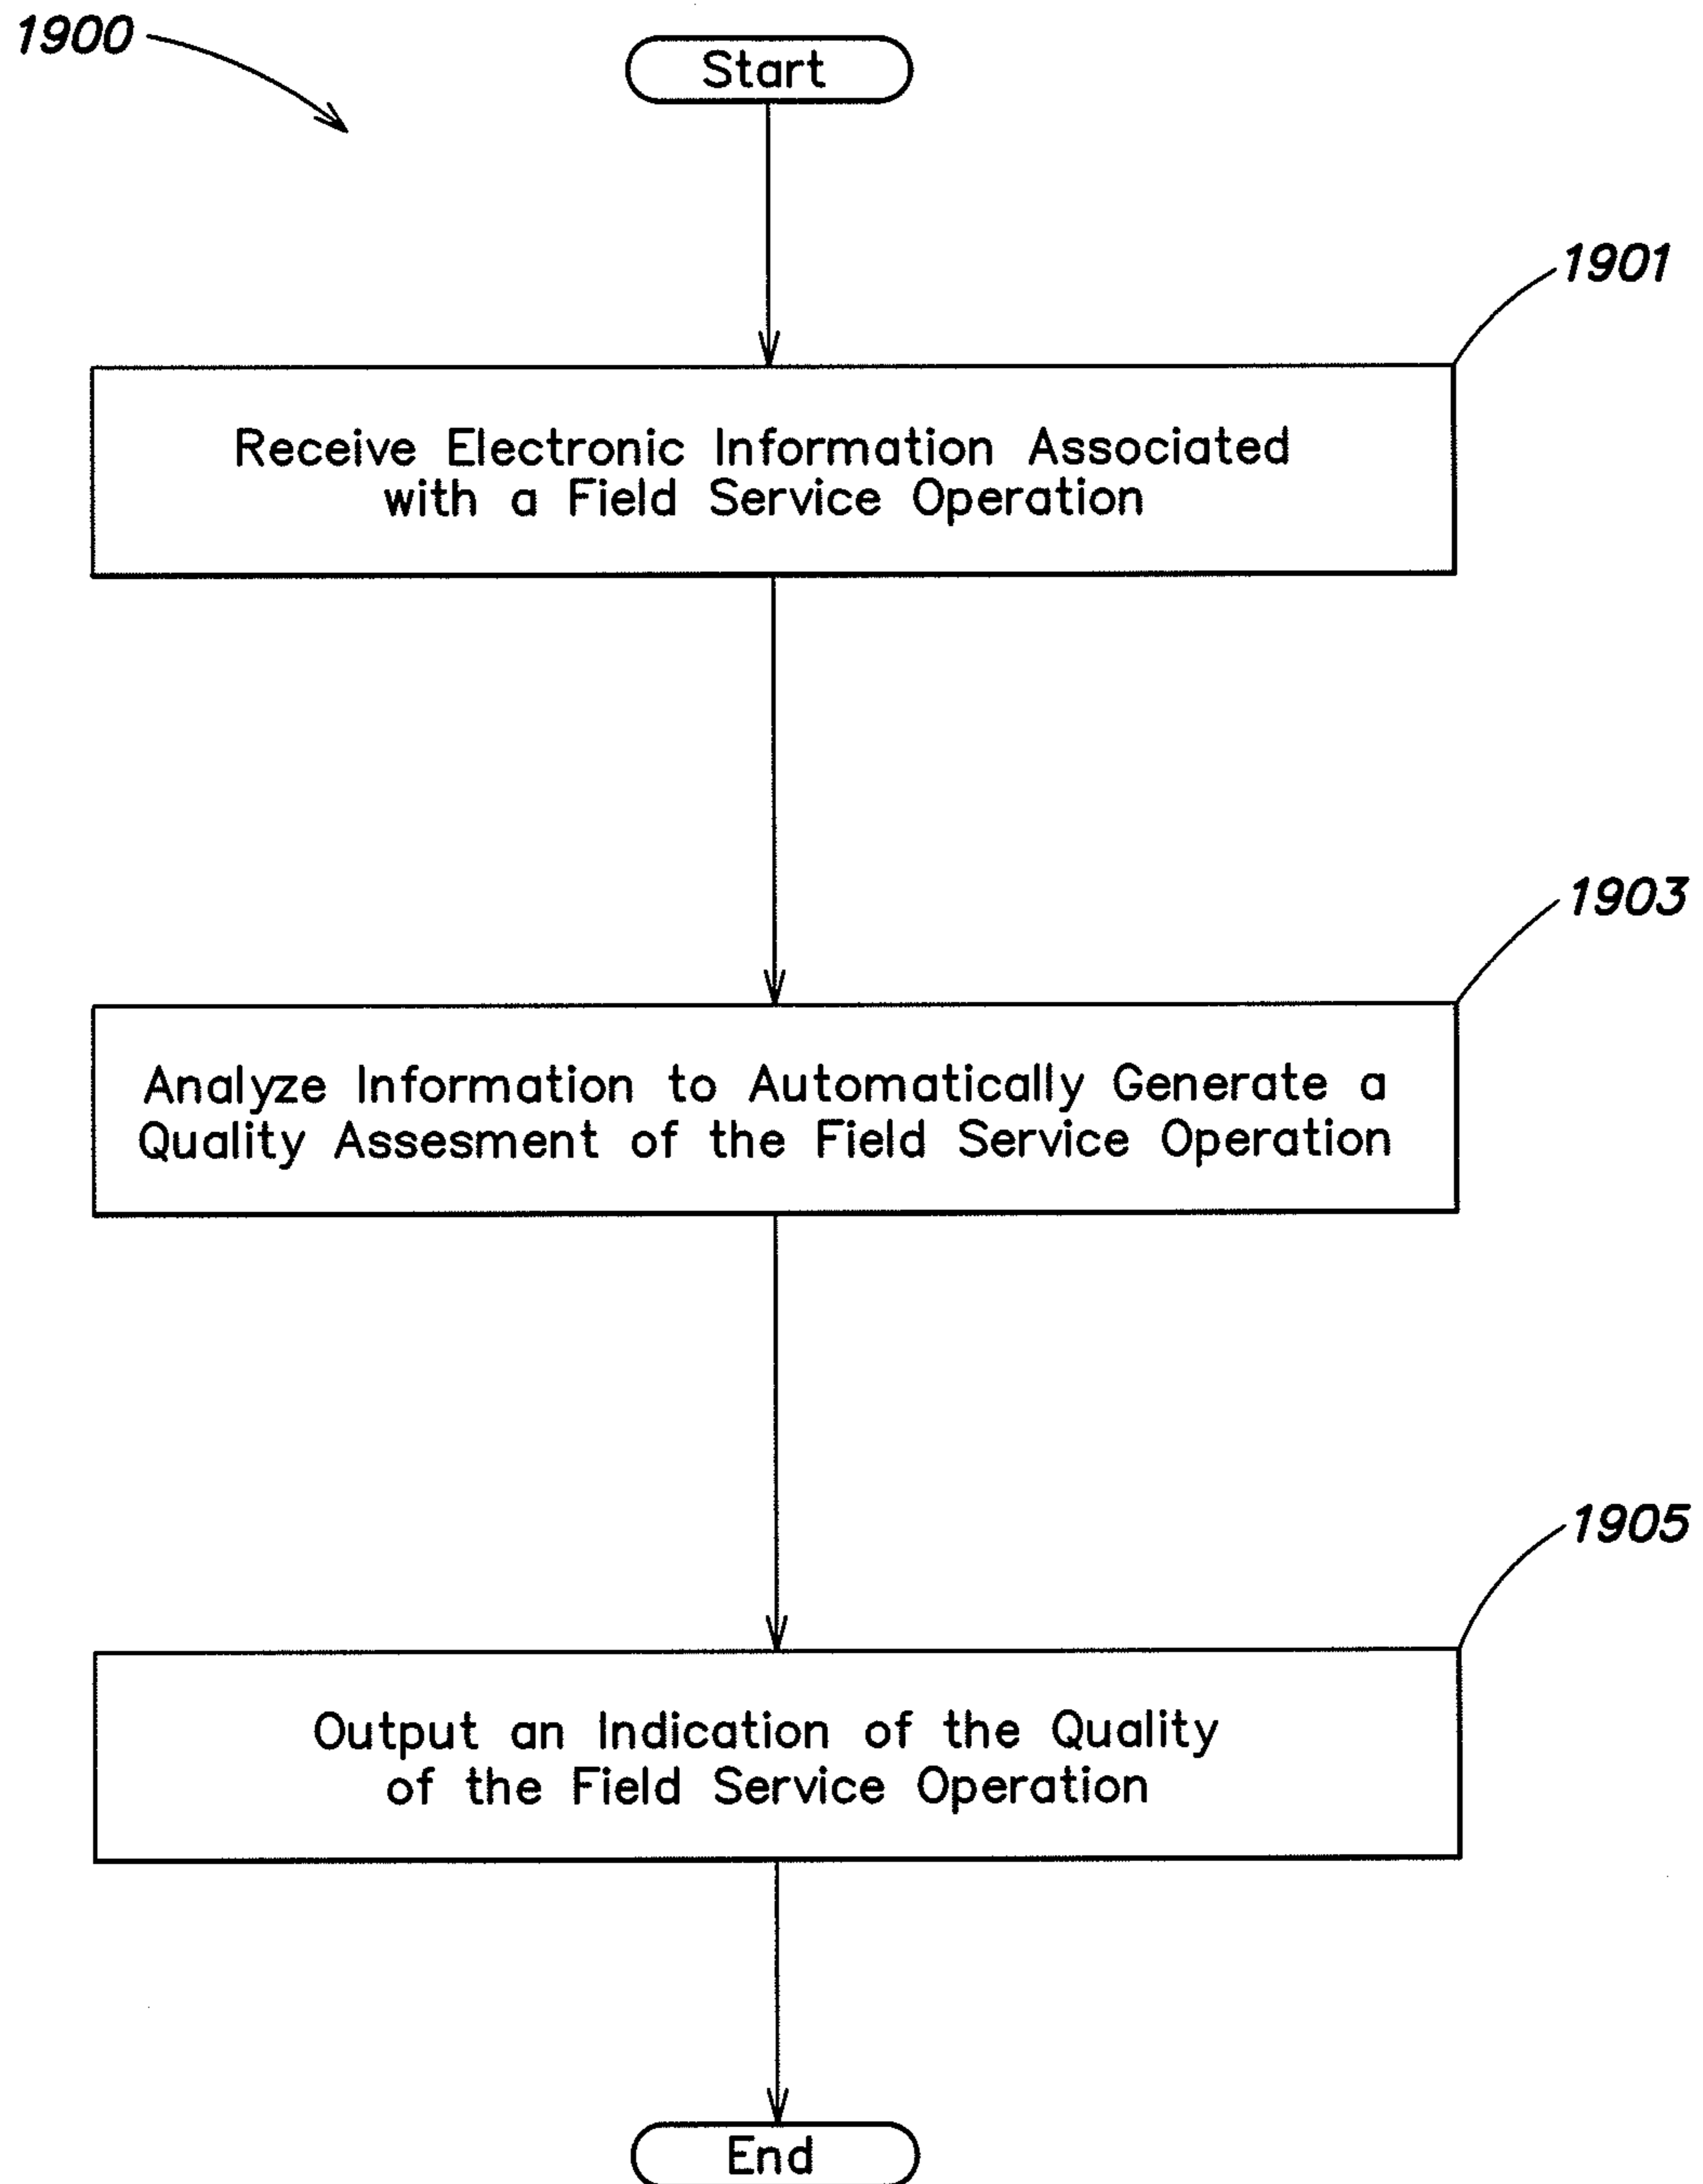 1900
Start
1901
Receive Electronic Information Associated
with a Field Service Operation
1903
Analyze Information to Automatically Generate a
Quality Assesment of the Field Service Operation
1905
Output an Indication of the Quality
of the Field Service Operation
End